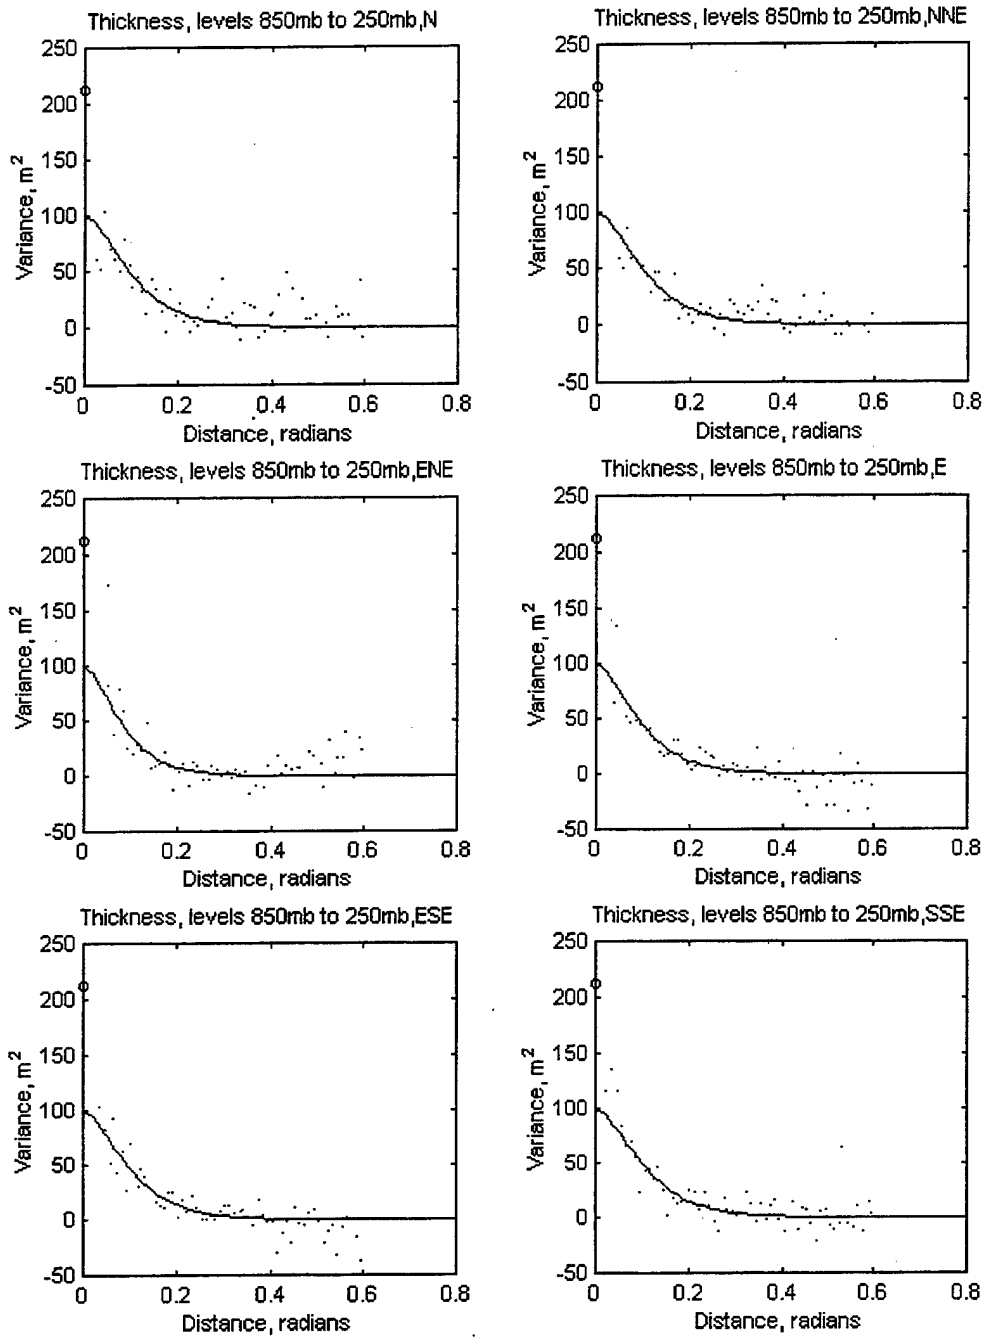 Thickness, levels 850mb to 250mb,N
250
200
150
100
50
0
-50
Variance, m²
0 0.2 0.4 0.6 0.8
Distance, radians
Thickness, levels 850mb to 250mb,NNE
250
200
150
100
50
0
-50
Variance, m²
0 0.2 0.4 0.6 0.8
Distance, radians
Thickness, levels 850mb to 250mb,ENE
250
200
150
100
50
0
-50
Variance, m²
0 0.2 0.4 0.6 0.8
Distance, radians
Thickness, levels 850mb to 250mb,E
250
200
150
100
50
0
-50
Variance, m²
0 0.2 0.4 0.6 0.8
Distance, radians
Thickness, levels 850mb to 250mb,ESE
250
200
150
100
50
0
-50
Variance, m²
0 0.2 0.4 0.6 0.8
Distance, radians
Thickness, levels 850mb to 250mb,SSE
250
200
150
100
50
0
-50
Variance, m²
0 0.2 0.4 0.6 0.8
Distance, radians